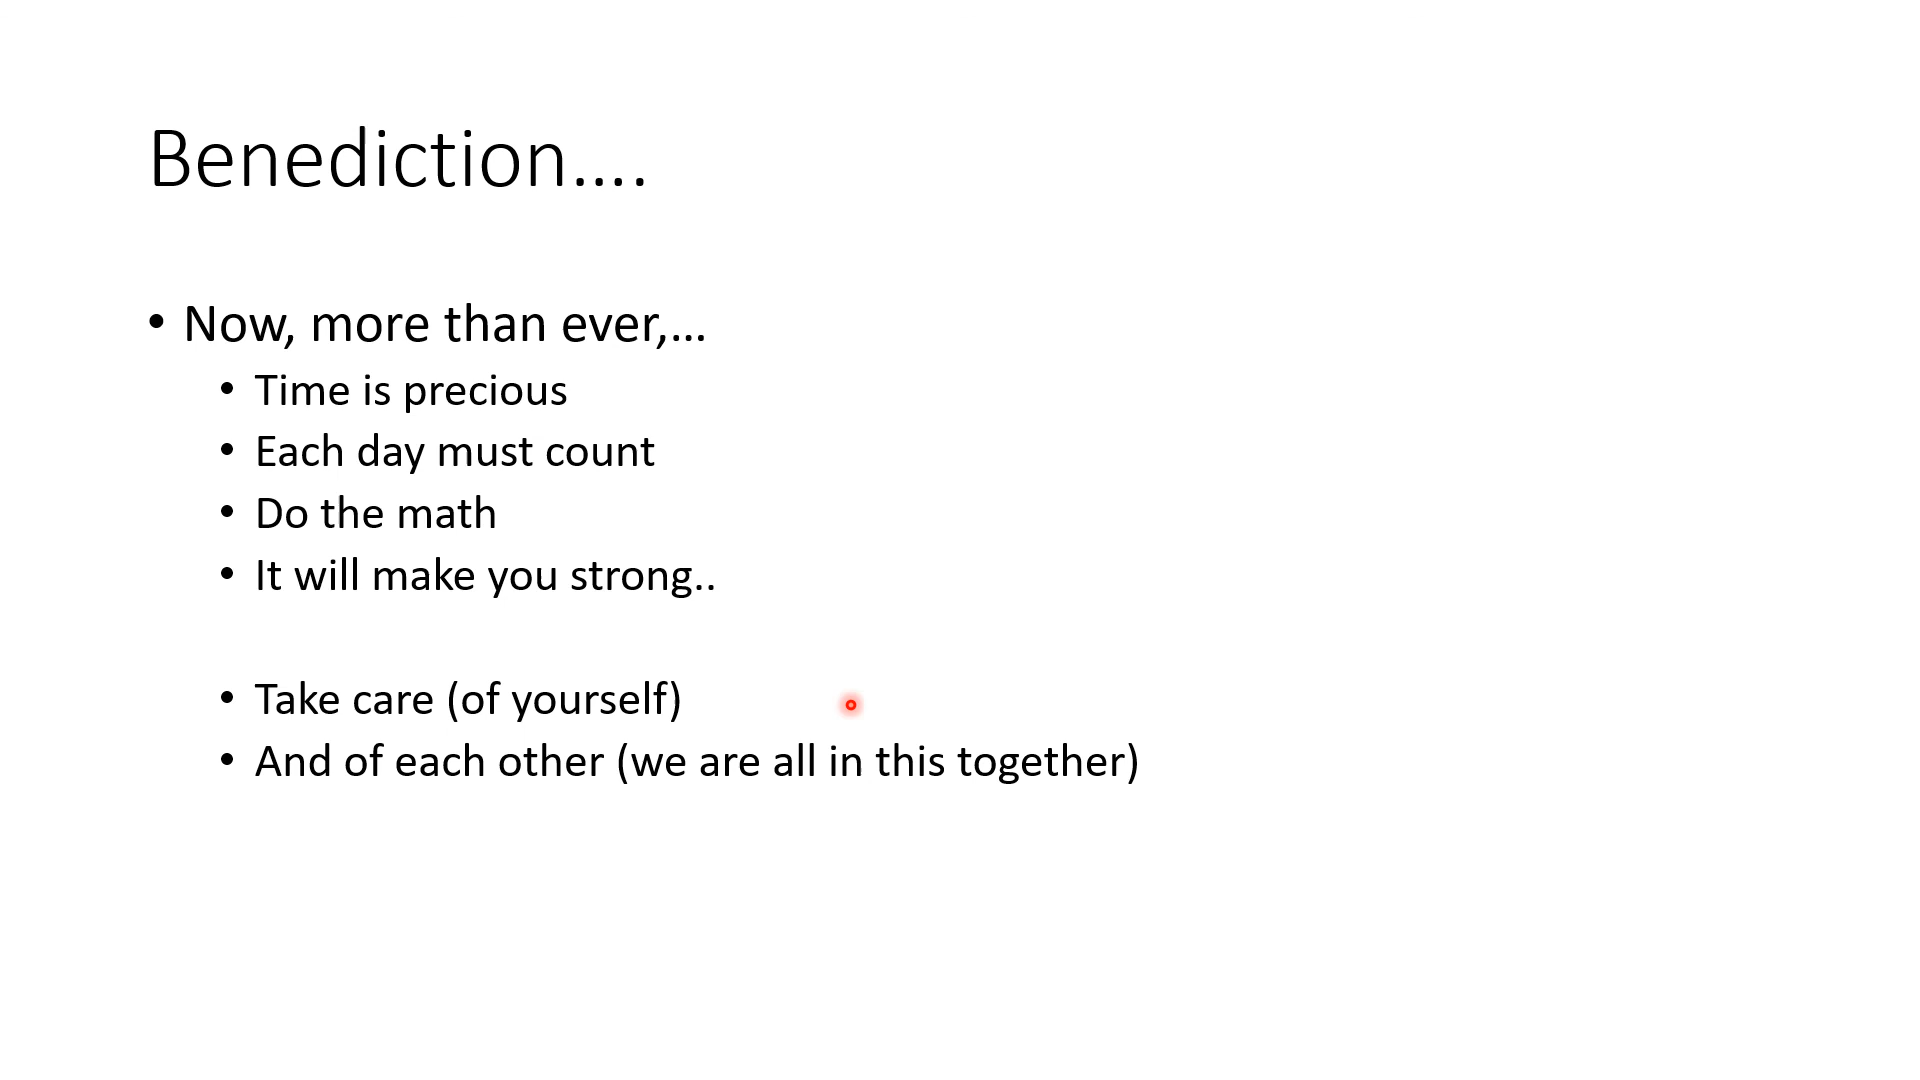 Benediction....
• Now, more than ever,...
• Time is precious
• Each day must count
• Do the math
• It will make you strong..
• Take care (of yourself)
• And of each other (we are all in this together)